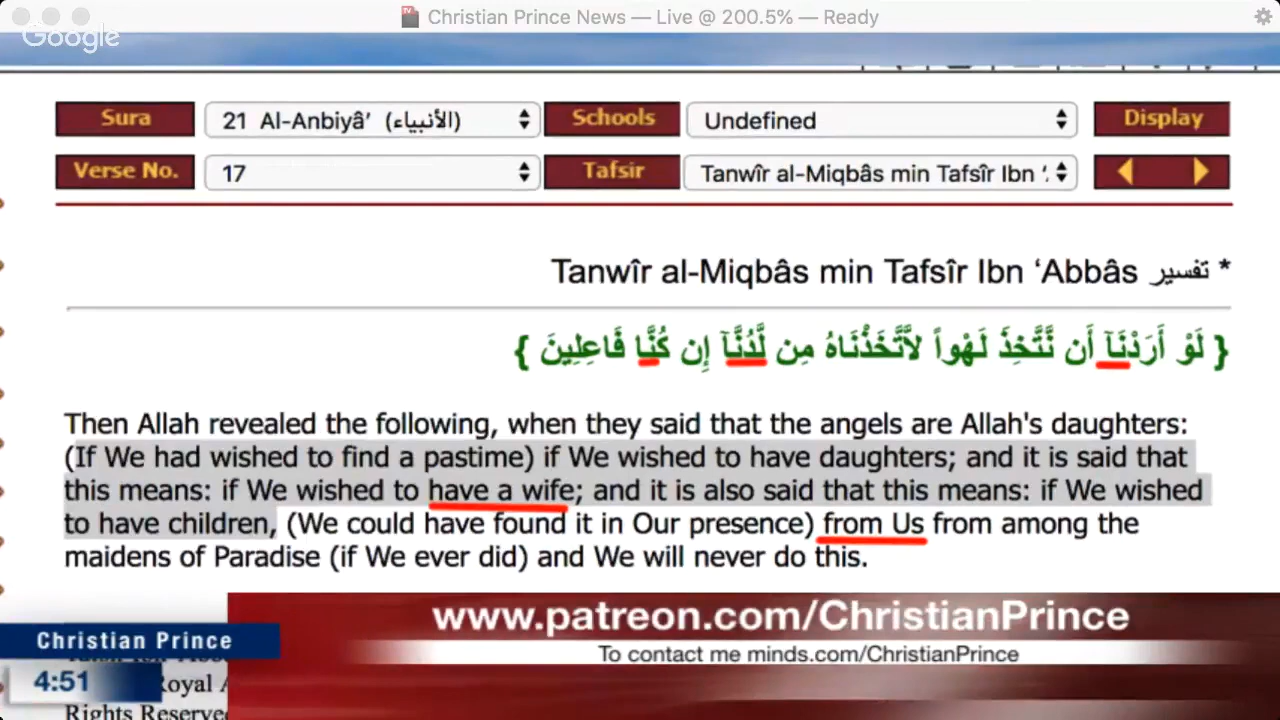 Christian Prince News — Live @ 200.5% — Ready
Google
Sura 21 Al-Anbiyâ’ (الأنبياء) Schools Undefined Display
Verse No. 17 Tafsir Tanwîr al-Miqbâs min Tafsîr Ibn ‘.
* تفسير Tanwîr al-Miqbâs min Tafsîr Ibn ‘Abbâs
{ لَوْ أَرَدْنَآ أَن نَّتَّخِذَ لَهْواً لاَّتَّخَذْنَاهُ مِن لَّدُنَّآ إِن كُنَّا فَاعِلِينَ }
Then Allah revealed the following, when they said that the angels are Allah's daughters:
(If We had wished to find a pastime) if We wished to have daughters; and it is said that
this means: if We wished to have a wife; and it is also said that this means: if We wished
to have children, (We could have found it in Our presence) from Us from among the
maidens of Paradise (if We ever did) and We will never do this.
www.patreon.com/ChristianPrince
Christian Prince
To contact me minds.com/ChristianPrince
4:51
Royal
Rights Reserve